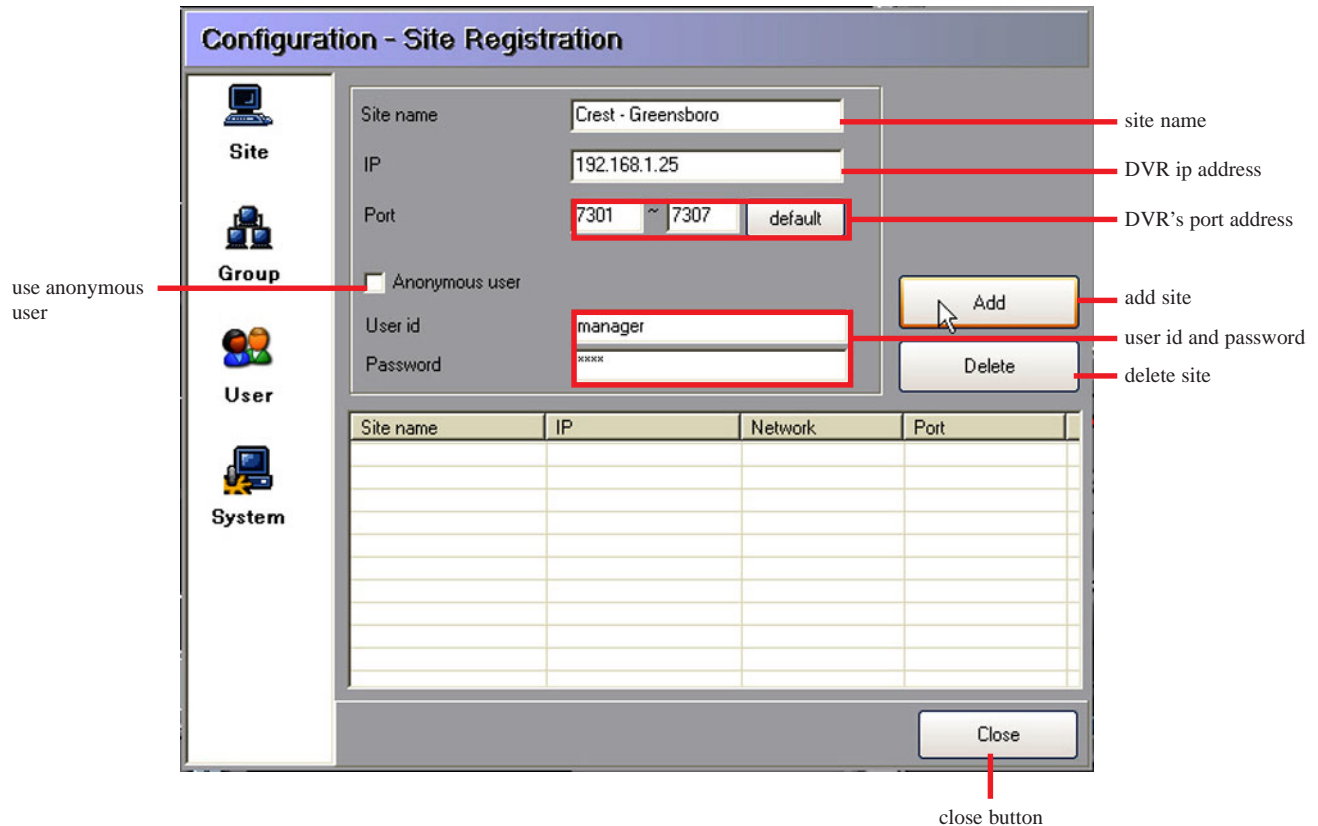 Configuration - Site Registration
Site
Group
User
System
Site name
Crest - Greensboro
IP
192.168.1.25
Port
7301 ~ 7307 default
Anonymous user
User id
manager
Password
××××
Add
Delete
Site name IP Network Port
Close
site name
DVR ip address
DVR's port address
use anonymous
user
add site
user id and password
delete site
close button